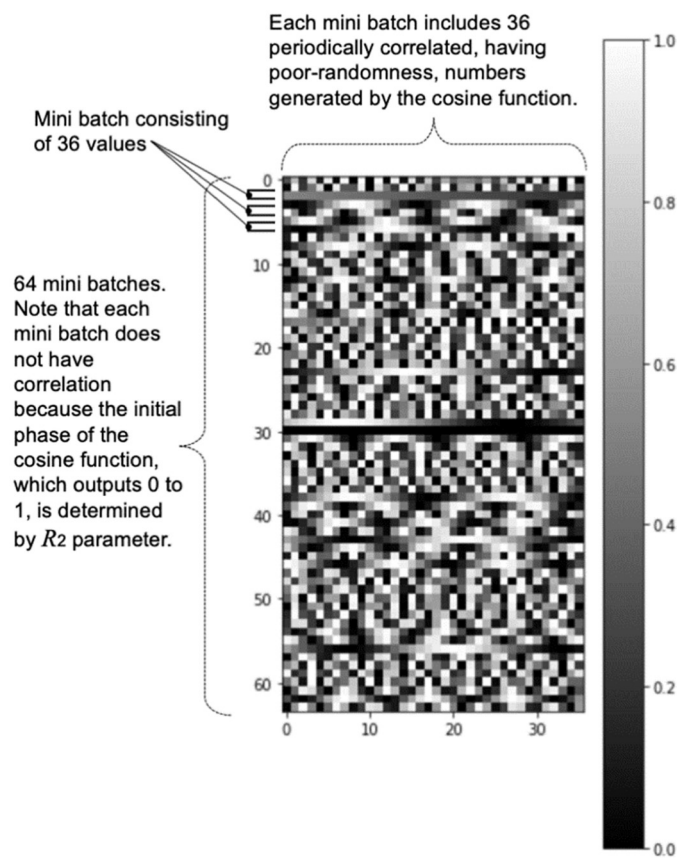 Each mini batch includes 36
periodically correlated, having
poor-randomness, numbers
generated by the cosine function.
Mini batch consisting
of 36 values
64 mini batches.
Note that each
mini batch does
not have
correlation
because the initial
phase of the
cosine function,
which outputs 0 to
1, is determined
by R2 parameter.
0
10
20
30
40
50
60
0
10
20
30
1.0
0.8
0.6
0.4
0.2
0.0